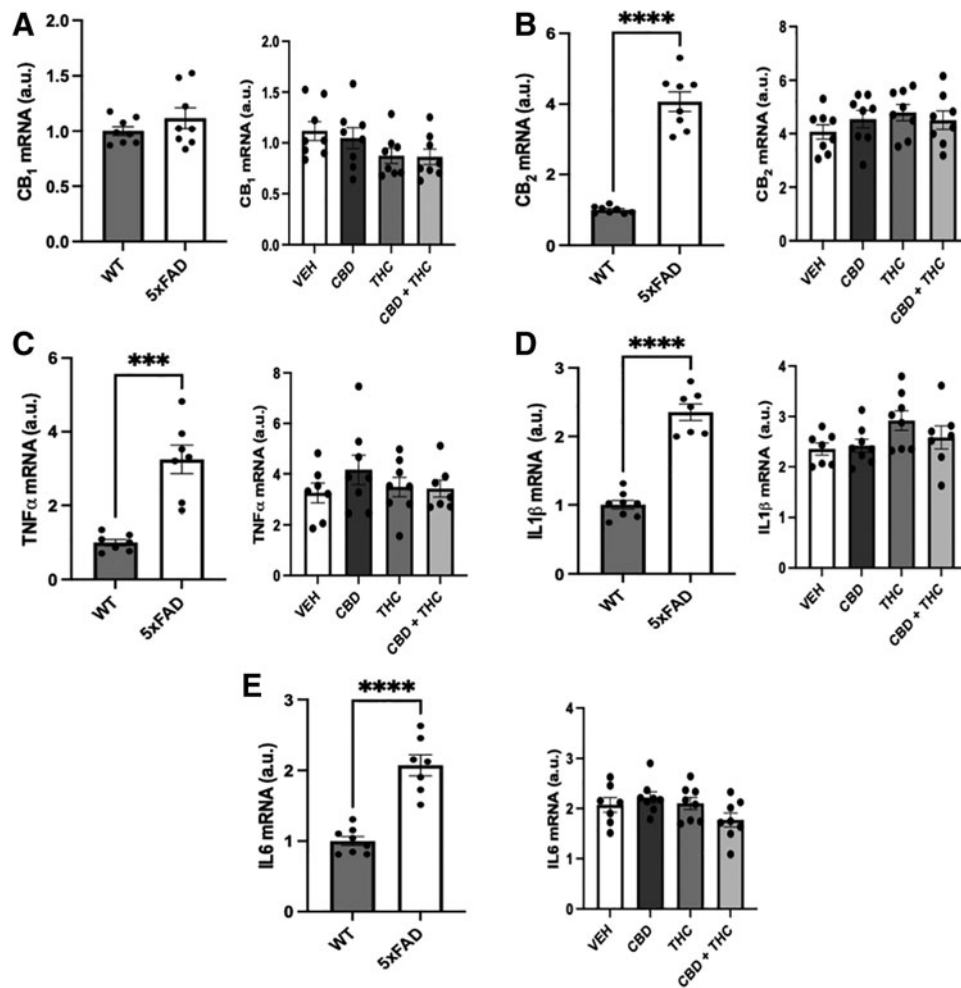 A
CB1 mRNA (a.u.)
2.0
1.5
1.0
0.5
0.0
WT
5xFAD
CB1 mRNA (a.u.)
2.0
1.5
1.0
0.5
0.0
VEH
CBD
THC
CBD + THC
B
CB2 mRNA (a.u.)
6
4
2
0
****
WT
5xFAD
CB2 mRNA (a.u.)
8
6
4
2
0
VEH
CBD
THC
CBD + THC
C
TNFα mRNA (a.u.)
6
4
2
0
***
WT
5xFAD
TNFα mRNA (a.u.)
8
6
4
2
0
VEH
CBD
THC
CBD + THC
D
IL1β mRNA (a.u.)
3
2
1
0
****
WT
5xFAD
IL1β mRNA (a.u.)
4
3
2
1
0
VEH
CBD
THC
CBD + THC
E
IL6 mRNA (a.u.)
3
2
1
0
****
WT
5xFAD
IL6 mRNA (a.u.)
4
3
2
1
0
VEH
CBD
THC
CBD + THC